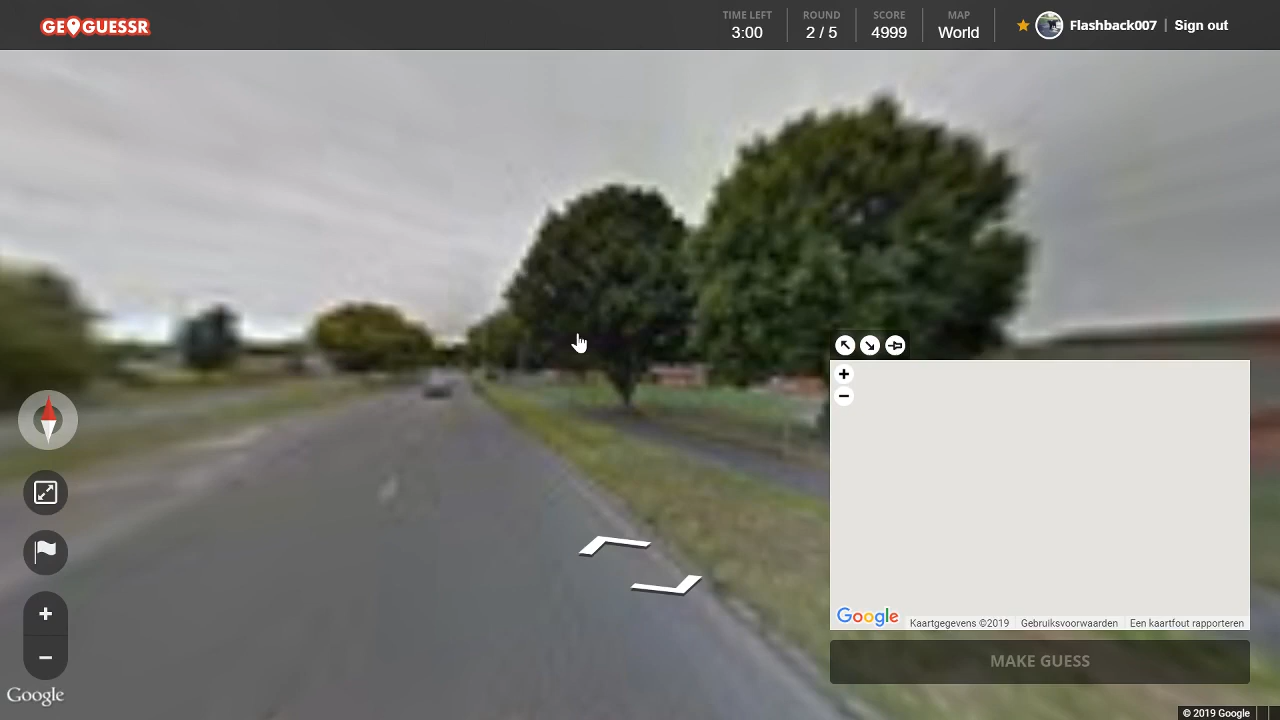 GEOGUESSR
TIME LEFT
3:00
ROUND
2 / 5
SCORE
4999
MAP
World
Flashback007 | Sign out
Google
Google
Kaartgegevens ©2019
Gebruiksvoorwaarden
Een kaartfout rapporteren
MAKE GUESS
© 2019 Google